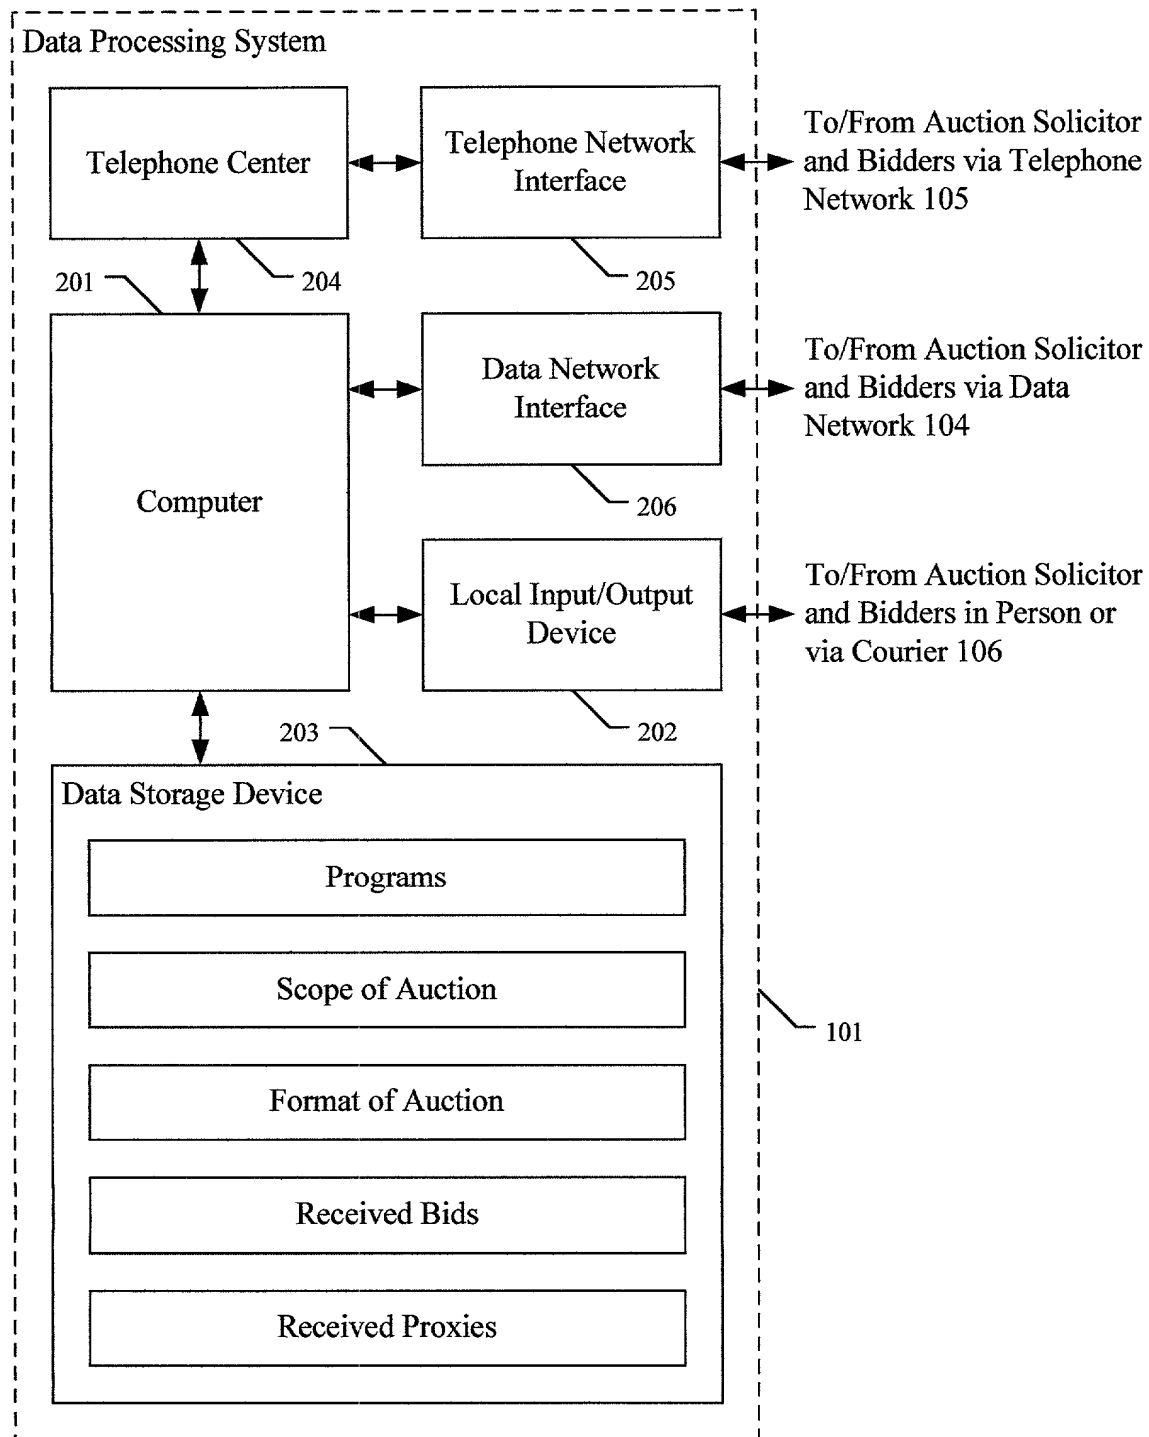 Data Processing System
Telephone Center
Telephone Network
Interface
To/From Auction Solicitor
and Bidders via Telephone
Network 105
201
204
205
Computer
Data Network
Interface
To/From Auction Solicitor
and Bidders via Data
Network 104
206
Local Input/Output
Device
To/From Auction Solicitor
and Bidders in Person or
via Courier 106
203
202
Data Storage Device
Programs
Scope of Auction
101
Format of Auction
Received Bids
Received Proxies